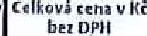 Celková cena v Kč
bez DPH